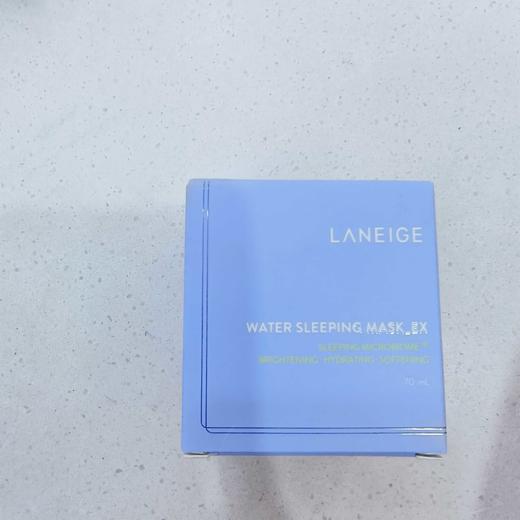 LANEIGE
WATER SLEEPING MASK_EX
SLEEPING MICROBIOME™
BRIGHTENING · HYDRATING · SOFTENING
70 mL